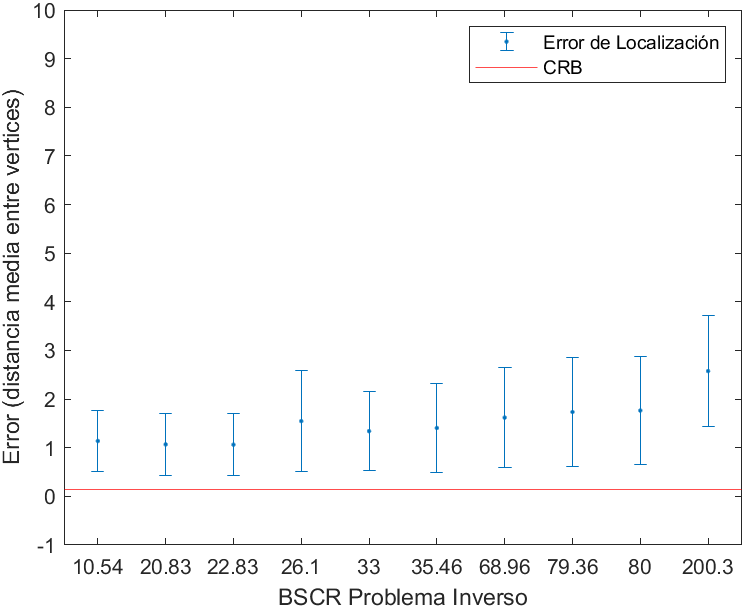 10
9
8
7
6
5
4
3
2
1
0
-1
Error (distancia media entre vertices)
Error de Localización
CRB
10.54 20.83 22.83 26.1 33 35.46 68.96 79.36 80 200.3
BSCR Problema Inverso